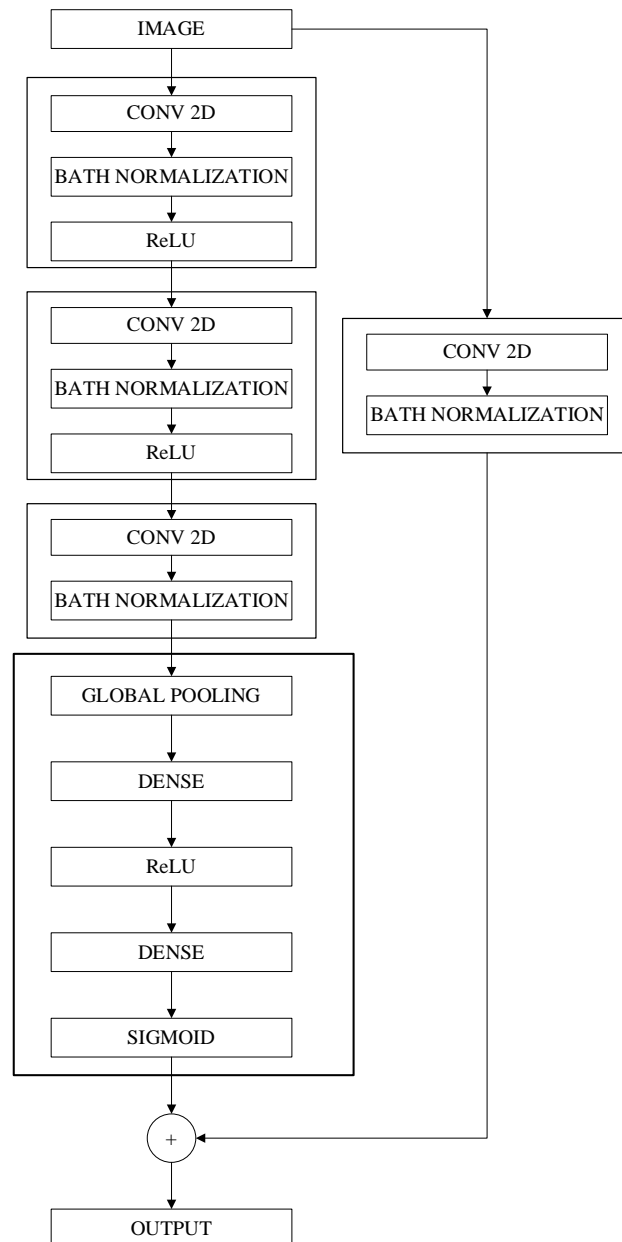 IMAGE
CONV 2D
BATH NORMALIZATION
ReLU
CONV 2D
BATH NORMALIZATION
ReLU
CONV 2D
BATH NORMALIZATION
CONV 2D
BATH NORMALIZATION
GLOBAL POOLING
DENSE
ReLU
DENSE
SIGMOID
+
OUTPUT